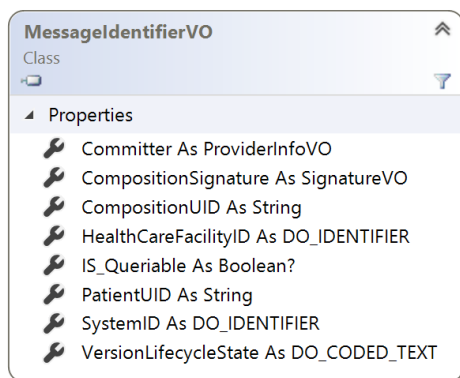 MessageIdentifierVO
Class
Properties
Committer As ProviderInfoVO
CompositionSignature As SignatureVO
CompositionUID As String
HealthCareFacilityID As DO_IDENTIFIER
IS_Queriable As Boolean?
PatientUID As String
SystemID As DO_IDENTIFIER
VersionLifecycleState As DO_CODED_TEXT